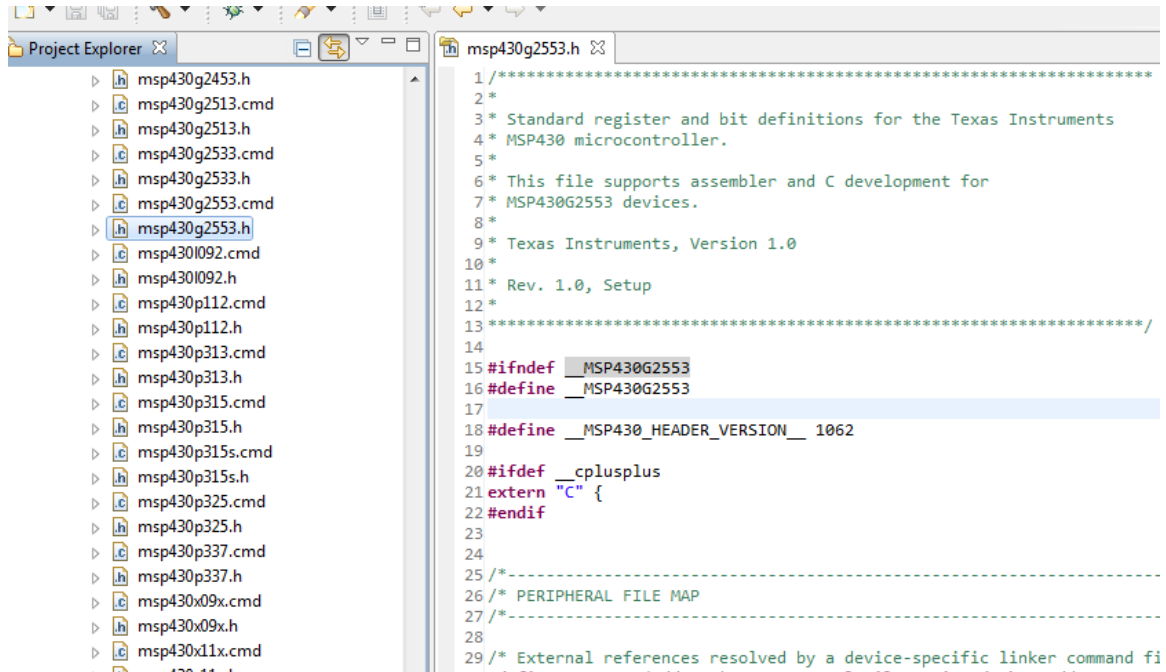 Project Explorer
msp430g2453.h
msp430g2513.cmd
msp430g2513.h
msp430g2533.cmd
msp430g2533.h
msp430g2553.cmd
msp430g2553.h
msp430l092.cmd
msp430l092.h
msp430p112.cmd
msp430p112.h
msp430p313.cmd
msp430p313.h
msp430p315.cmd
msp430p315.h
msp430p315s.cmd
msp430p315s.h
msp430p325.cmd
msp430p325.h
msp430p337.cmd
msp430p337.h
msp430x09x.cmd
msp430x09x.h
msp430x11x.cmd
msp430g2553.h
1 /********************************************************************
2 *
3 * Standard register and bit definitions for the Texas Instruments
4 * MSP430 microcontroller.
5 *
6 * This file supports assembler and C development for
7 * MSP430G2553 devices.
8 *
9 * Texas Instruments, Version 1.0
10 *
11 * Rev. 1.0, Setup
12 *
13 ********************************************************************/
14
15 #ifndef __MSP430G2553
16 #define __MSP430G2553
17
18 #define __MSP430_HEADER_VERSION__ 1062
19
20 #ifdef __cplusplus
21 extern "C" {
22 #endif
23
24
25 /*--------------------------------------------------------------------
26 /* PERIPHERAL FILE MAP
27 /*--------------------------------------------------------------------
28
29 /* External references resolved by a device-specific linker command fi